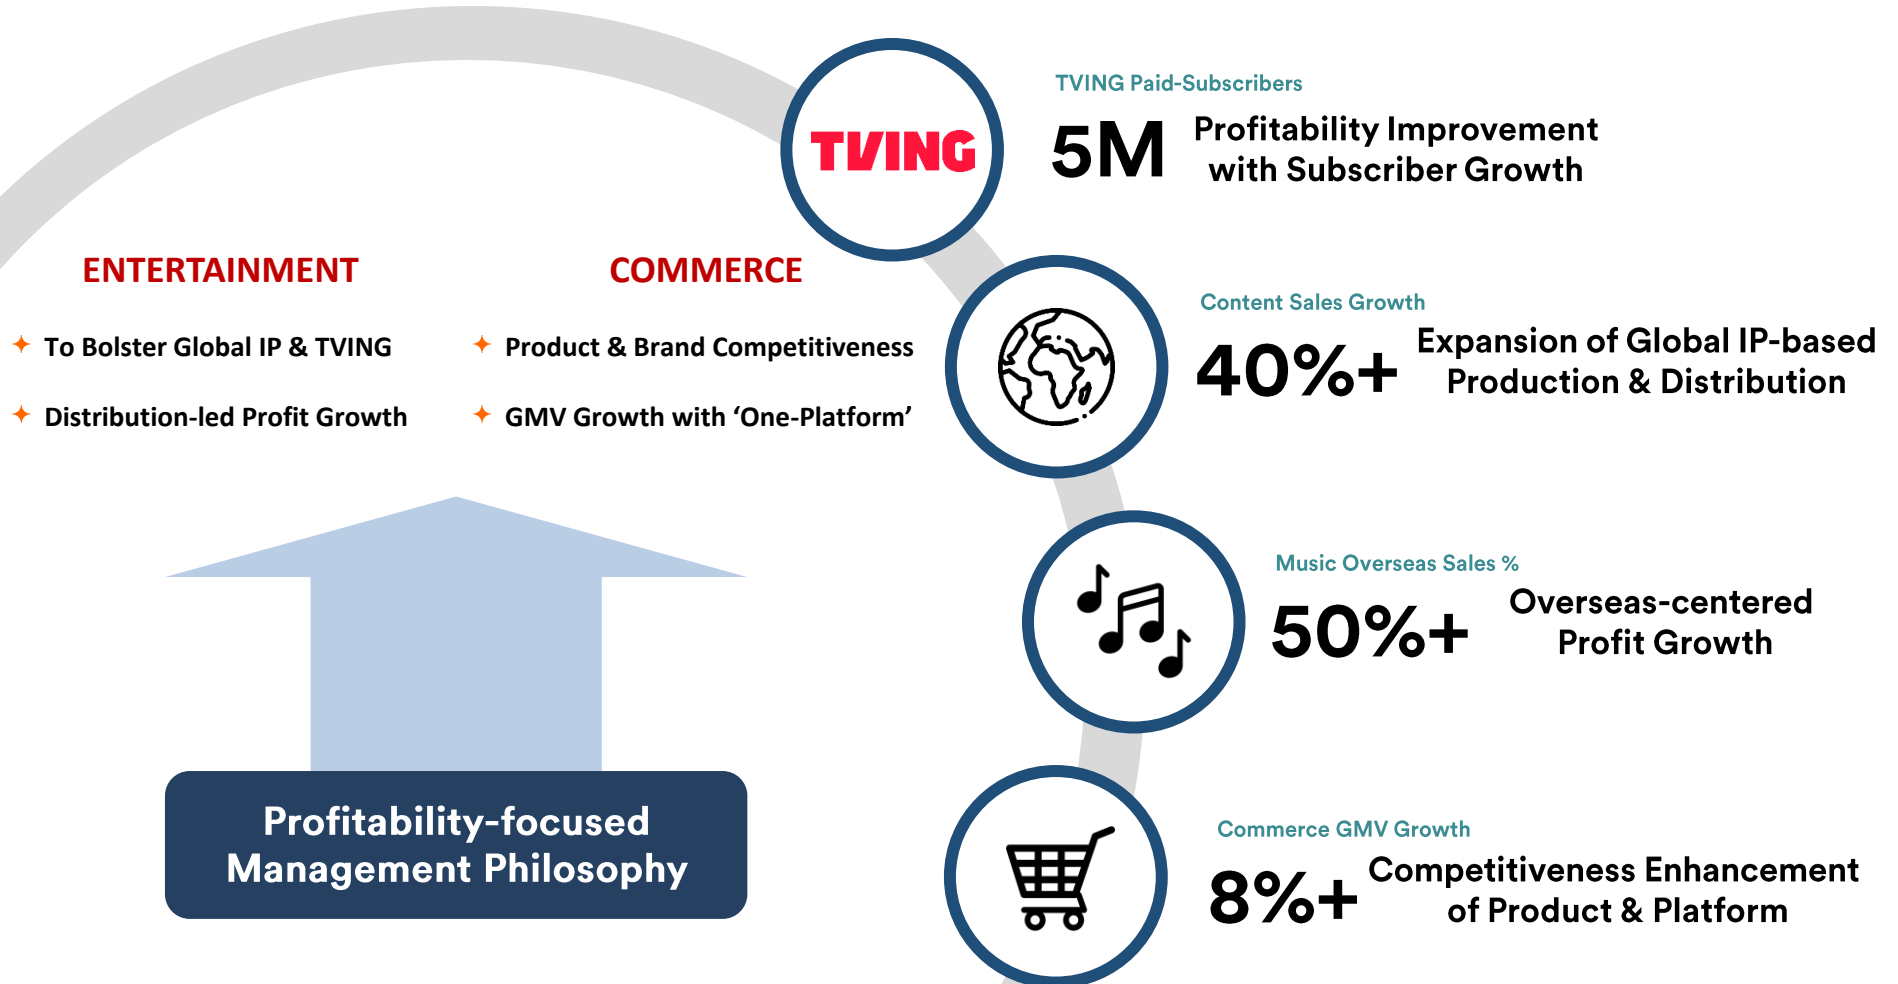 ENTERTAINMENT
✦ To Bolster Global IP & TVING
✦ Distribution-led Profit Growth
COMMERCE
✦ Product & Brand Competitiveness
✦ GMV Growth with ‘One-Platform’
Profitability-focused
Management Philosophy
TVING
TVING Paid-Subscribers
5M
Profitability Improvement
with Subscriber Growth
Content Sales Growth
40%+
Expansion of Global IP-based
Production & Distribution
Music Overseas Sales %
50%+
Overseas-centered
Profit Growth
Commerce GMV Growth
8%+
Competitiveness Enhancement
of Product & Platform